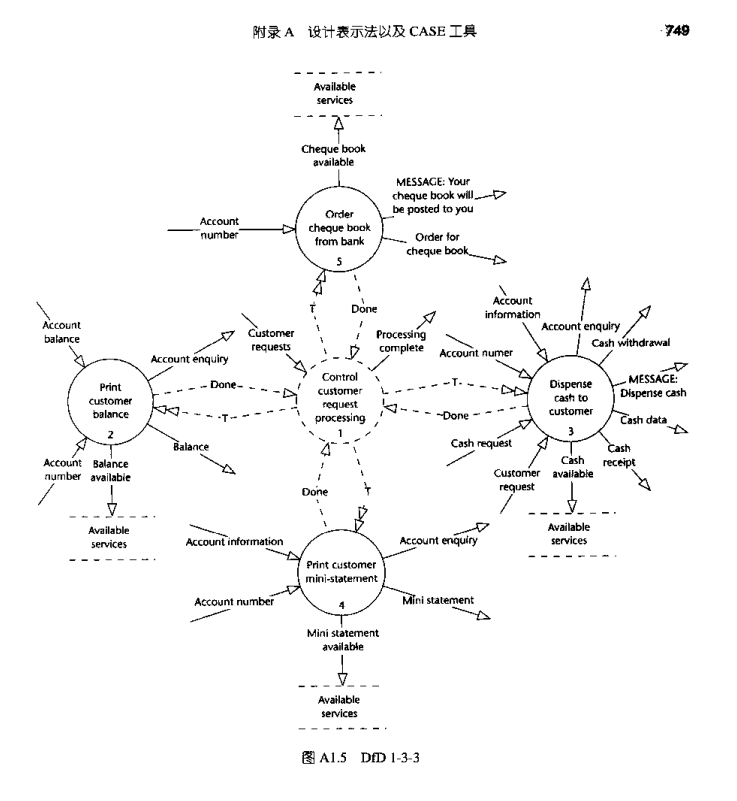 附录 A 设计表示法以及 CASE 工具
749
Available
services
Cheque book
available
MESSAGE: Your
cheque book will
be posted to you
Order
cheque book
from bank
5
Account
number
Order for
cheque book
T
Done
Account
information
Account
balance
Customer
requests
Processing
complete
Account enquiry
Cash withdrawal
Account enquiry
Account numer
Print
customer
balance
2
Done
T
Control
customer
request
processing
1
T
Done
Dispense
cash to
customer
3
MESSAGE:
Dispense cash
Cash data
Balance
Cash request
Cash
receipt
Account
number
Balance
available
Customer
request
Cash
available
Done
T
Available
services
Available
services
Account information
Account enquiry
Print customer
mini-statement
4
Account number
Mini statement
Mini statement
available
Available
services
图 A1.5 DfD 1-3-3